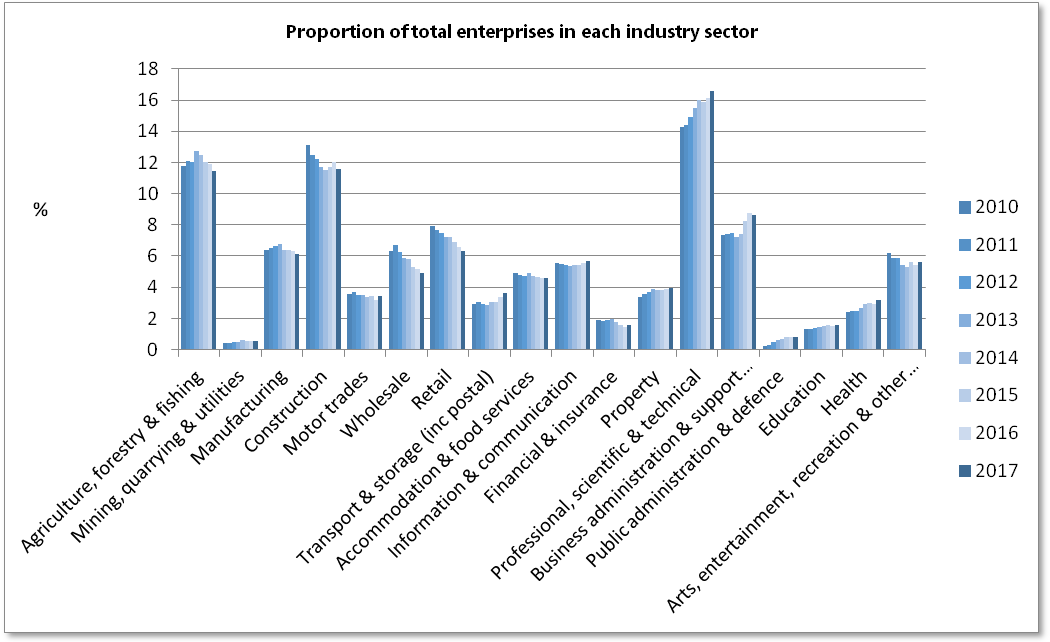 Proportion of total enterprises in each industry sector
18
16
14
12
10
8
6
4
2
0
%
Agriculture, forestry & fishing
Mining, quarrying & utilities
Manufacturing
Construction
Motor trades
Wholesale
Retail
Transport & storage (inc postal)
Accommodation & food services
Information & communication
Financial & insurance
Property
Professional, scientific & technical
Business administration & support...
Public administration & defence
Education
Health
Arts, entertainment, recreation & other...
2010
2011
2012
2013
2014
2015
2016
2017